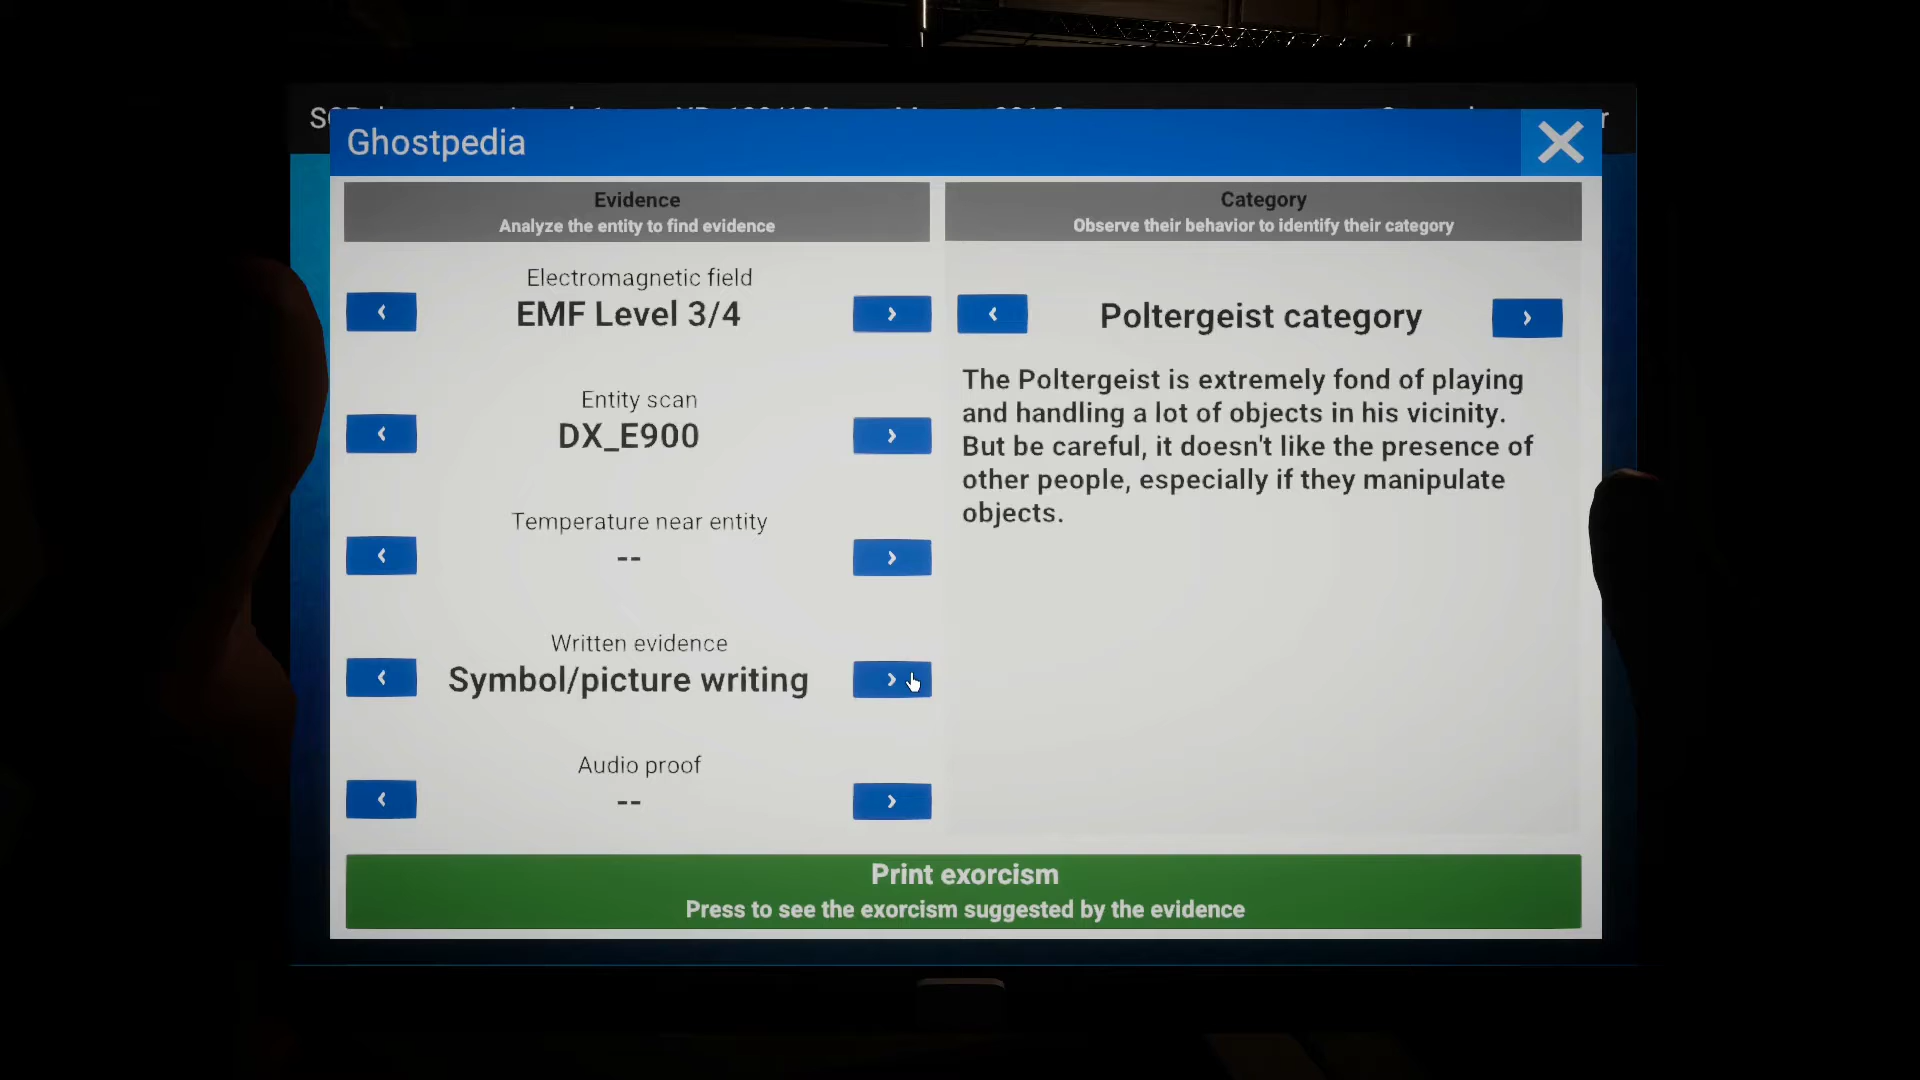 Ghostpedia
Evidence
Analyze the entity to find evidence
Category
Observe their behavior to identify their category
Electromagnetic field
EMF Level 3/4
Entity scan
DX_E900
Temperature near entity
--
Written evidence
Symbol/picture writing
Audio proof
--
Poltergeist category
The Poltergeist is extremely fond of playing
and handling a lot of objects in his vicinity.
But be careful, it doesn't like the presence of
other people, especially if they manipulate
objects.
Print exorcism
Press to see the exorcism suggested by the evidence